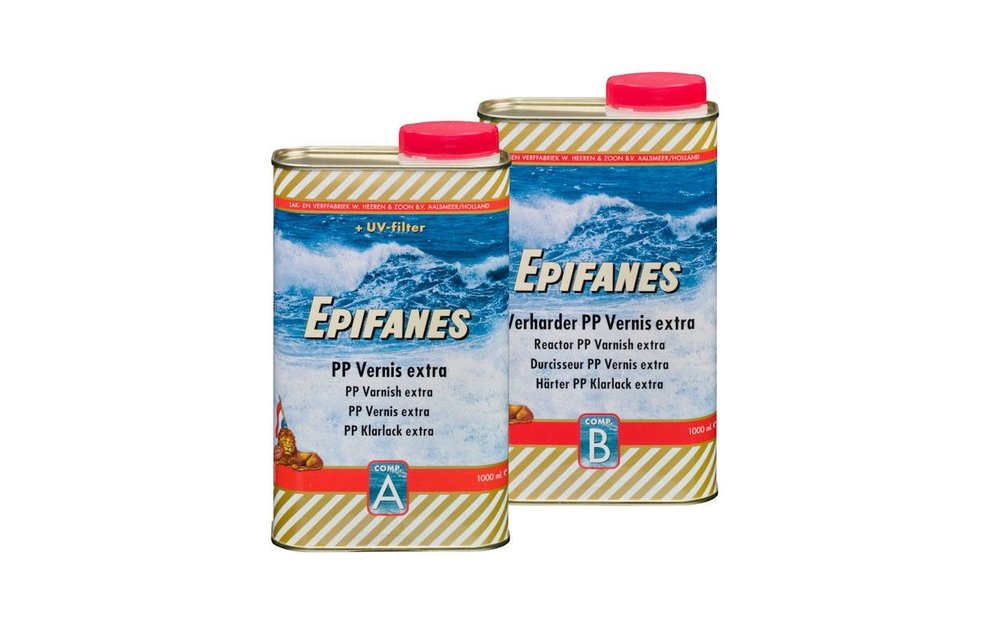 LAK- EN VERFFABRIEK W. HEEREN & ZOON B.V. AALSMEER/HOLLAND
+ UV-filter
EPIFANES
PP Vernis extra
PP Varnish extra
PP Vernis extra
PP Klarlack extra
COMP.
A
1000 ml. e
EN VERFFABRIEK W. HEEREN & ZOON B.V. AALSMEER/HOLLAND
EPIFANES
Verharder PP Vernis extra
Reactor PP Varnish extra
Durcisseur PP Vernis extra
Härter PP Klarlack extra
COMP.
B
1000 ml. e